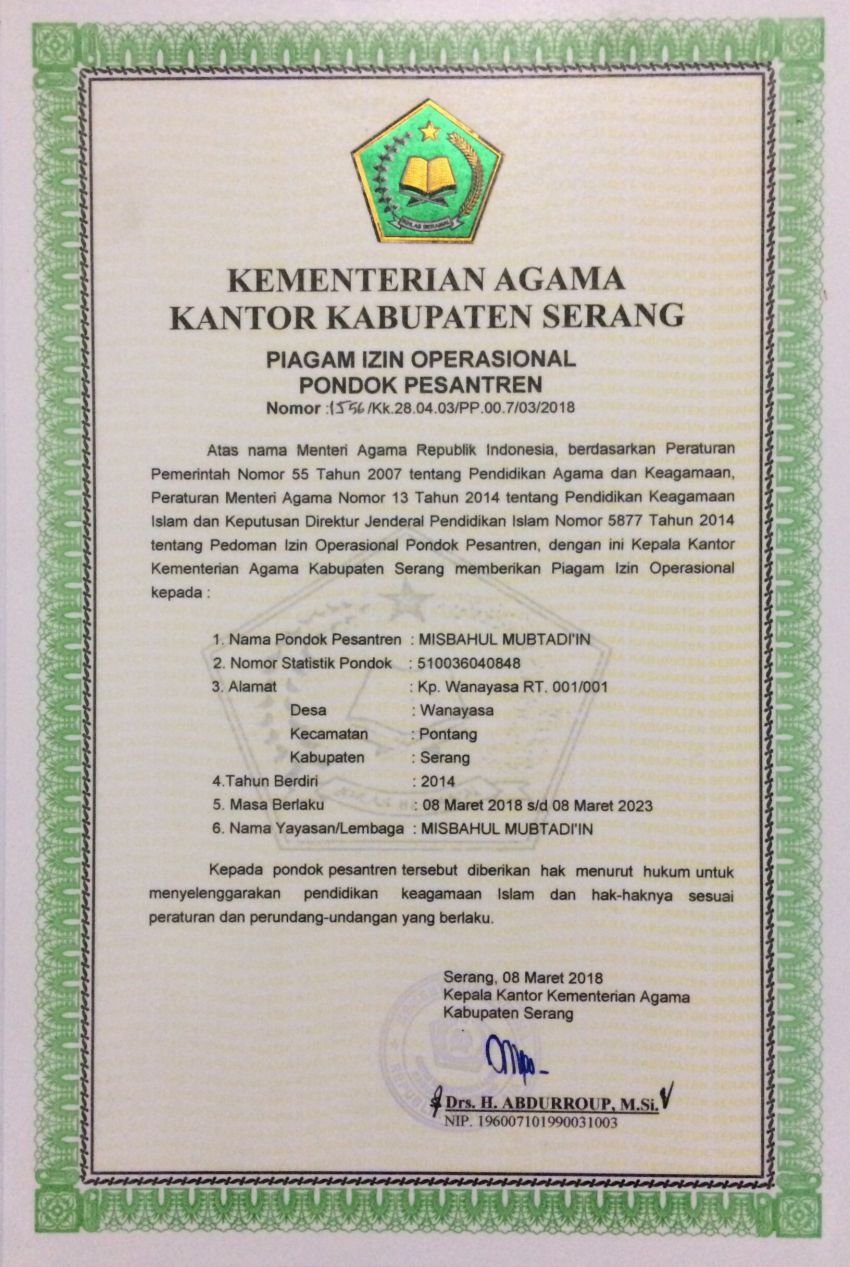 IKHLAS BERAMAL
KEMENTERIAN AGAMA
KANTOR KABUPATEN SERANG
PIAGAM IZIN OPERASIONAL
PONDOK PESANTREN
Nomor :1556/Kk.28.04.03/PP.00.7/03/2018
Atas nama Menteri Agama Republik Indonesia, berdasarkan Peraturan
Pemerintah Nomor 55 Tahun 2007 tentang Pendidikan Agama dan Keagamaan,
Peraturan Menteri Agama Nomor 13 Tahun 2014 tentang Pendidikan Keagamaan
Islam dan Keputusan Direktur Jenderal Pendidikan Islam Nomor 5877 Tahun 2014
tentang Pedoman Izin Operasional Pondok Pesantren, dengan ini Kepala Kantor
Kementerian Agama Kabupaten Serang memberikan Piagam Izin Operasional
kepada :
1. Nama Pondok Pesantren : MISBAHUL MUBTADI'IN
2. Nomor Statistik Pondok : 510036040848
3. Alamat : Kp. Wanayasa RT. 001/001
Desa : Wanayasa
Kecamatan : Pontang
Kabupaten : Serang
4.Tahun Berdiri : 2014
5. Masa Berlaku : 08 Maret 2018 s/d 08 Maret 2023
6. Nama Yayasan/Lembaga : MISBAHUL MUBTADI'IN
Kepada pondok pesantren tersebut diberikan hak menurut hukum untuk
menyelenggarakan pendidikan keagamaan Islam dan hak-haknya sesuai
peraturan dan perundang-undangan yang berlaku.
Serang, 08 Maret 2018
Kepala Kantor Kementerian Agama
Kabupaten Serang
Drs. H. ABDURROUP, M.Si.
NIP. 196007101990031003